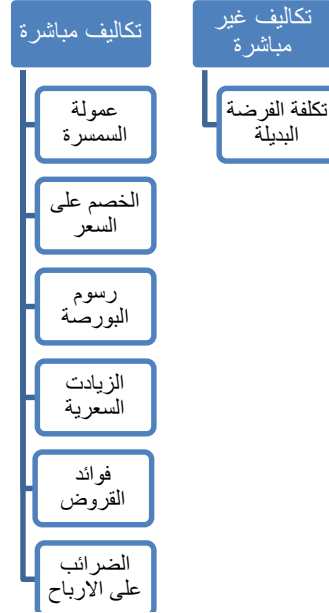 تكاليف غير
مباشرة
تكلفة الفرضة
البديلة
تكاليف مباشرة
عمولة
السمسرة
الخصم على
السعر
رسوم
البورصة
الزيادت
السعرية
فوائد
القروض
الضرائب
على الارباح